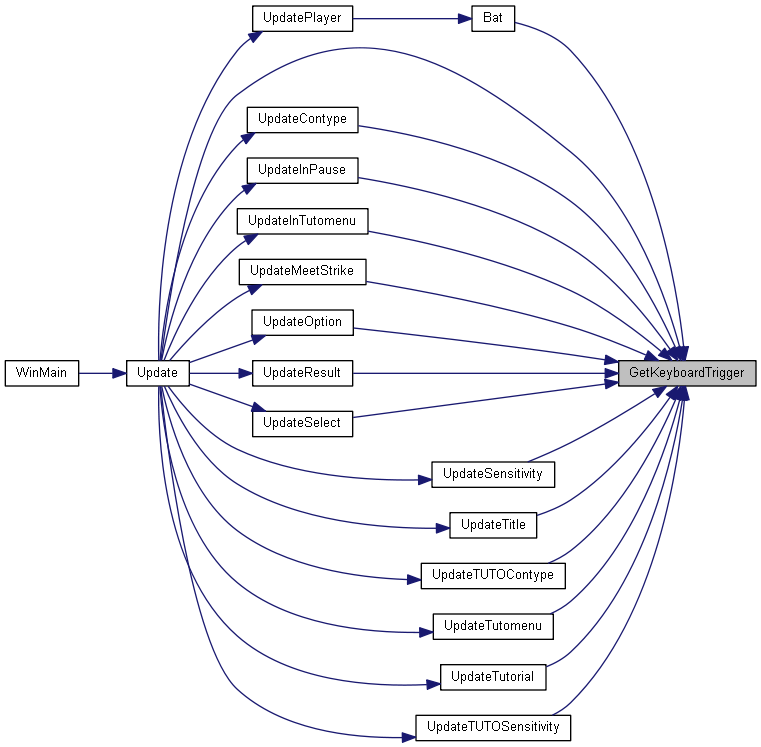 UpdatePlayer
Bat
UpdateContype
UpdateInPause
UpdateInTutomenu
UpdateMeetStrike
UpdateOption
WinMain
Update
UpdateResult
GetKeyboardTrigger
UpdateSelect
UpdateSensitivity
UpdateTitle
UpdateTUTOContype
UpdateTutomenu
UpdateTutorial
UpdateTUTOSensitivity